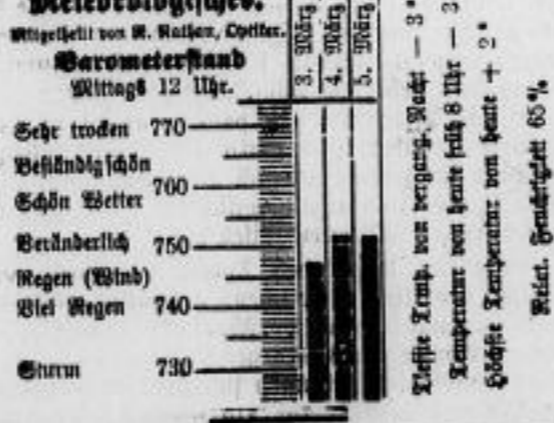 Meteorologisches.
Mitgetheilt von R. Nathan, Optiker.
Barometerstand
Mittags 12 Uhr.
3. März
4. März
5. März
Sehr trocken 770
Beständig schön
Schön Wetter 760
Veränderlich 750
Regen (Wind)
Viel Regen 740
Sturm 730
Tiefste Temp. von vergang. Nacht — 3°
Temperatur von heute früh 8 Uhr — 3
Höchste Temperatur von heute + 2°
Relat. Feuchtigkeit 65 %